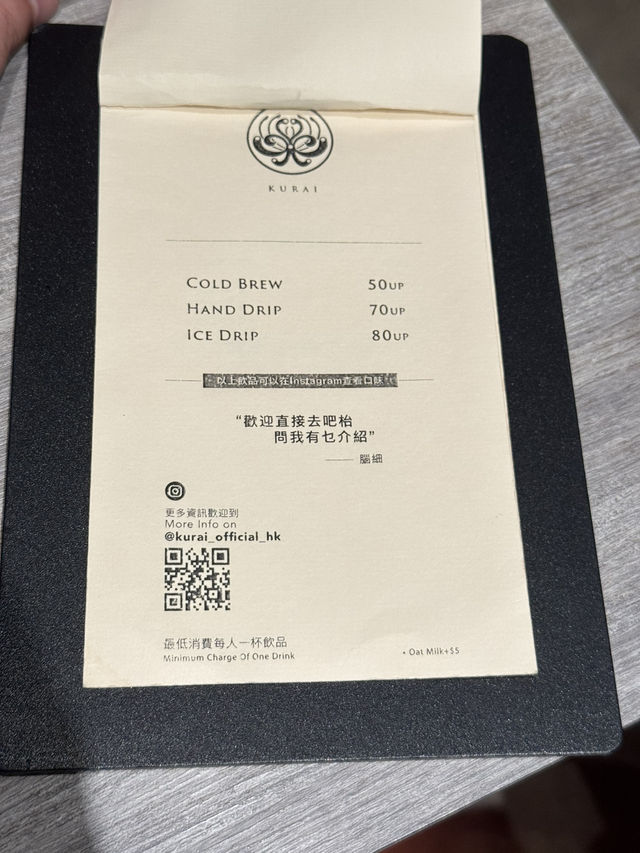 KURAI
COLD BREW 50UP
HAND DRIP 70UP
ICE DRIP 80UP
以上飲品可以在Instagram查看口味
“歡迎直接去吧枱
問我有乜介紹”
—— 腦細
更多資訊歡迎到
More Info on
@kurai_official_hk
最低消費每人一杯飲品
Minimum Charge Of One Drink
• Oat Milk+$5